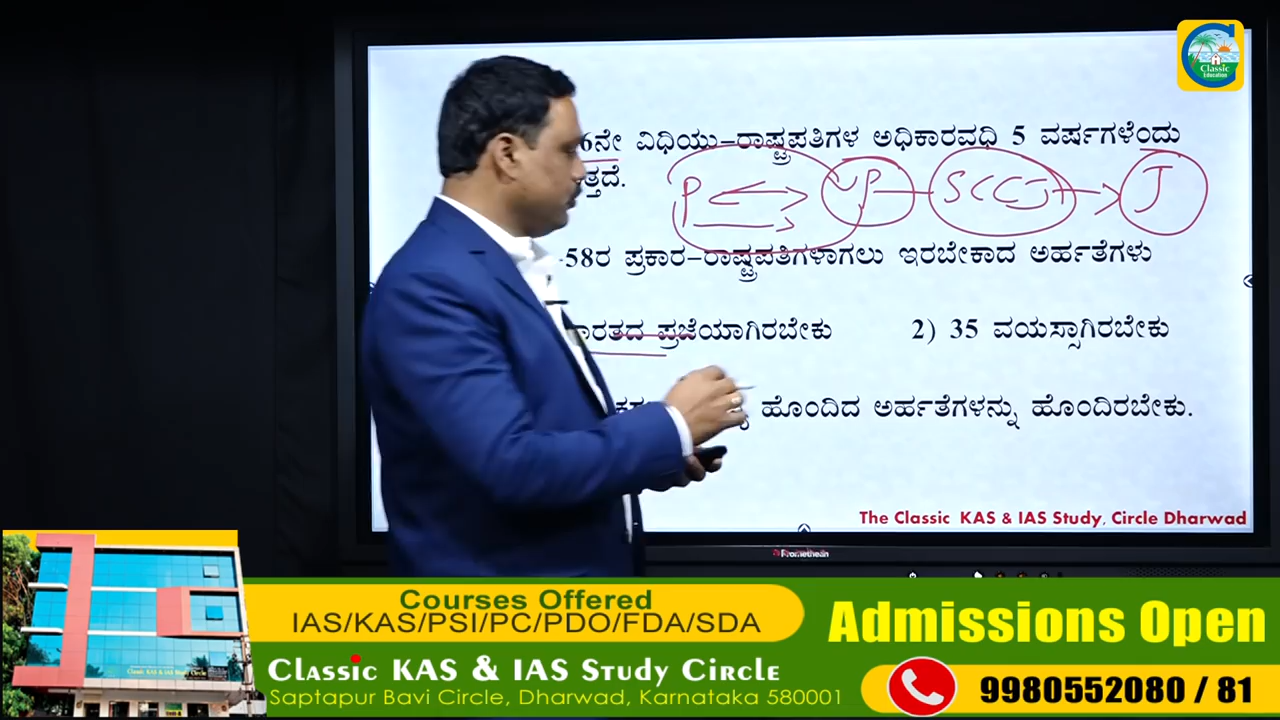 Classic
Education
6ನೇ ವಿಧಿಯು-ರಾಷ್ಟ್ರಪತಿಗಳ ಅಧಿಕಾರವಧಿ 5 ವರ್ಷಗಳೆಂದು
ತ್ತದೆ.
P VP SCCJ J
-58ರ ಪ್ರಕಾರ-ರಾಷ್ಟ್ರಪತಿಗಳಾಗಲು ಇರಬೇಕಾದ ಅರ್ಹತೆಗಳು
ಾರತದ ಪ್ರಜೆಯಾಗಿರಬೇಕು 2) 35 ವಯಸ್ಸಾಗಿರಬೇಕು
ಹೊಂದಿದ ಅರ್ಹತೆಗಳನ್ನು ಹೊಂದಿರಬೇಕು.
The Classic KAS & IAS Study, Circle Dharwad
Promethean
Courses Offered
IAS/KAS/PSI/PC/PDO/FDA/SDA
Admissions Open
Classic KAS & IAS Study Circle
Saptapur Bavi Circle, Dharwad, Karnataka 580001
9980552080 / 81